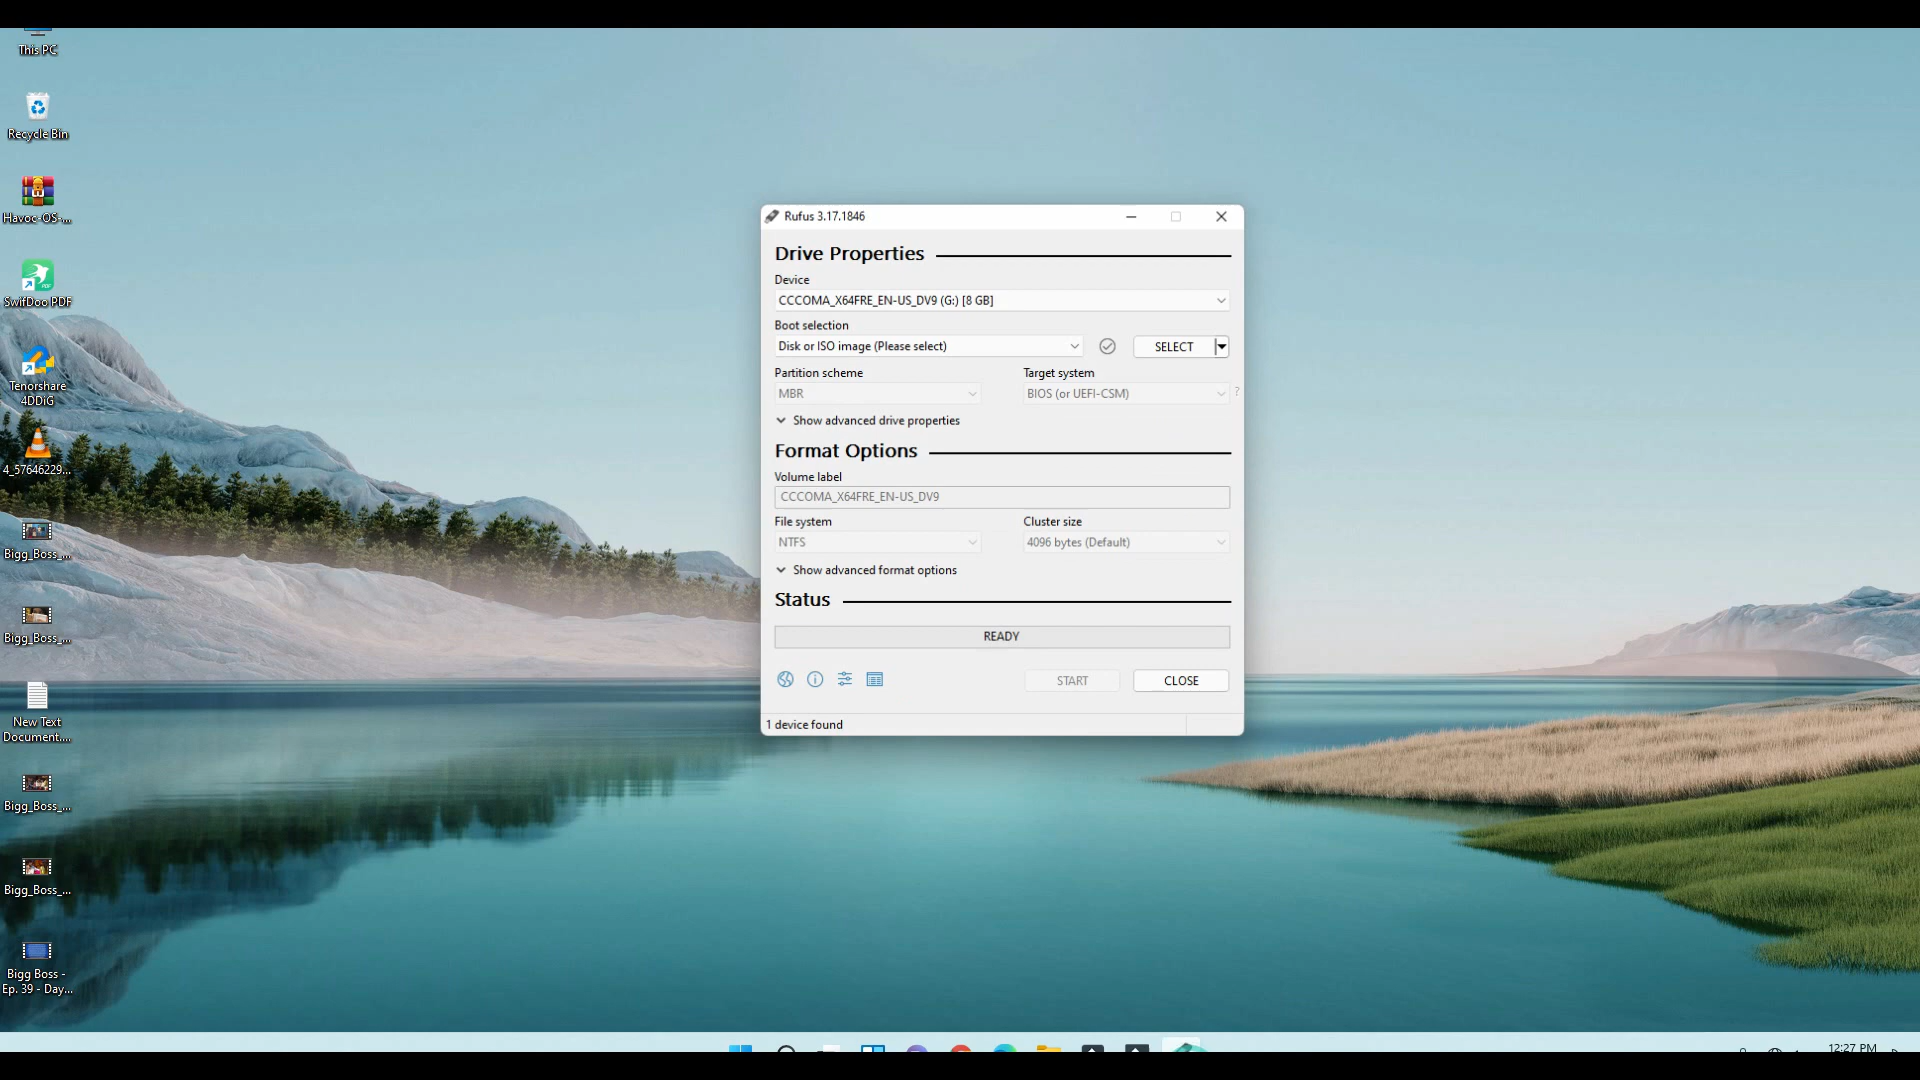 This PC
Recycle Bin
Havoc-OS-...
SwifDoo PDF
Tenorshare
4DDiG
4_57646229...
Bigg_Boss_...
Bigg_Boss_...
New Text
Document....
Bigg_Boss_...
Bigg_Boss_...
Bigg Boss -
Ep. 39 - Day...
Rufus 3.17.1846
Drive Properties
Device
CCCOMA_X64FRE_EN-US_DV9 (G:) [8 GB]
Boot selection
Disk or ISO image (Please select)
SELECT
Partition scheme
Target system
MBR
BIOS (or UEFI-CSM)
?
Show advanced drive properties
Format Options
Volume label
CCCOMA_X64FRE_EN-US_DV9
File system
Cluster size
NTFS
4096 bytes (Default)
Show advanced format options
Status
READY
START
CLOSE
1 device found
12:27 PM